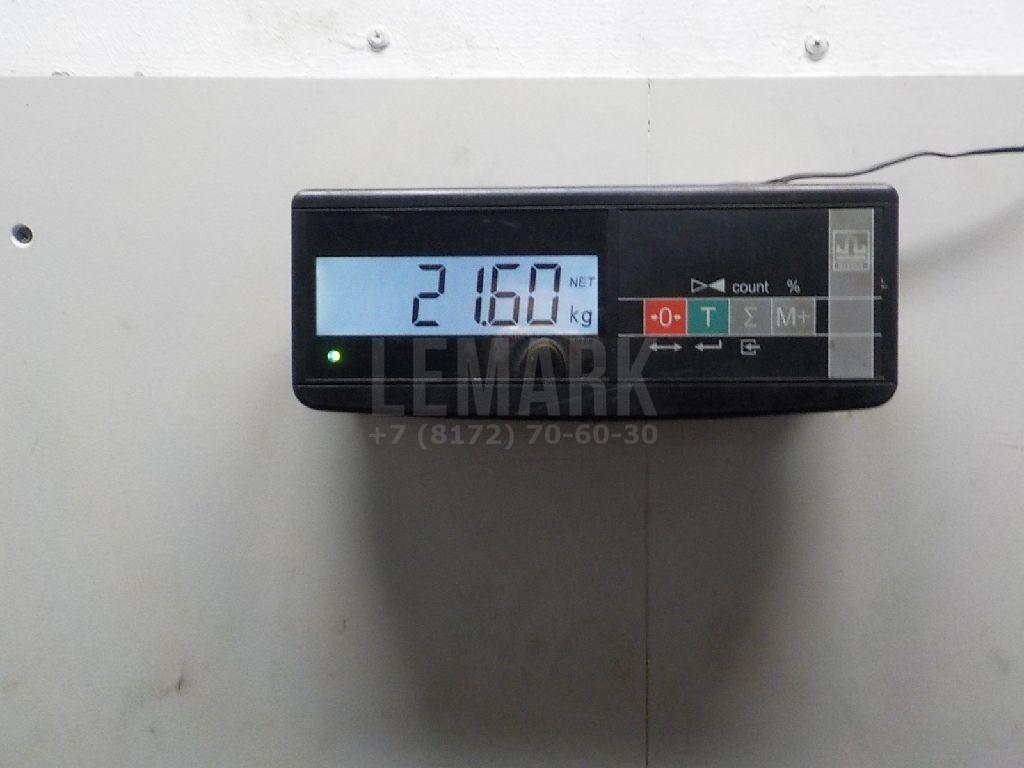 21.60 NET
kg
count %
→0← T Σ M+
LEMARK
+7 (8172) 70-60-30